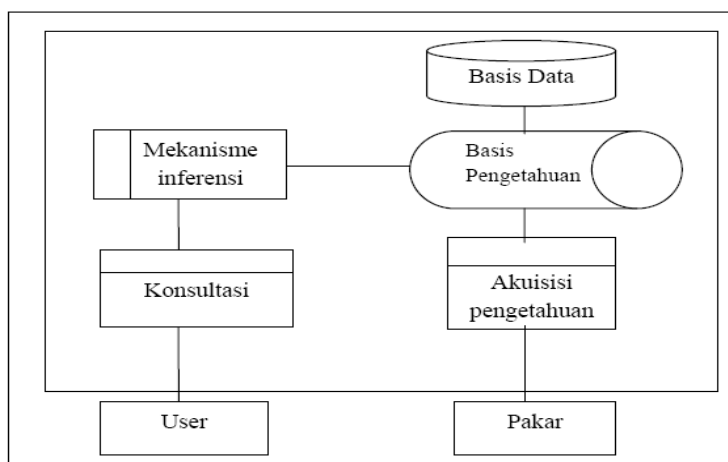 Basis Data
Mekanisme
inferensi
Basis
Pengetahuan
Konsultasi
Akuisisi
pengetahuan
User
Pakar